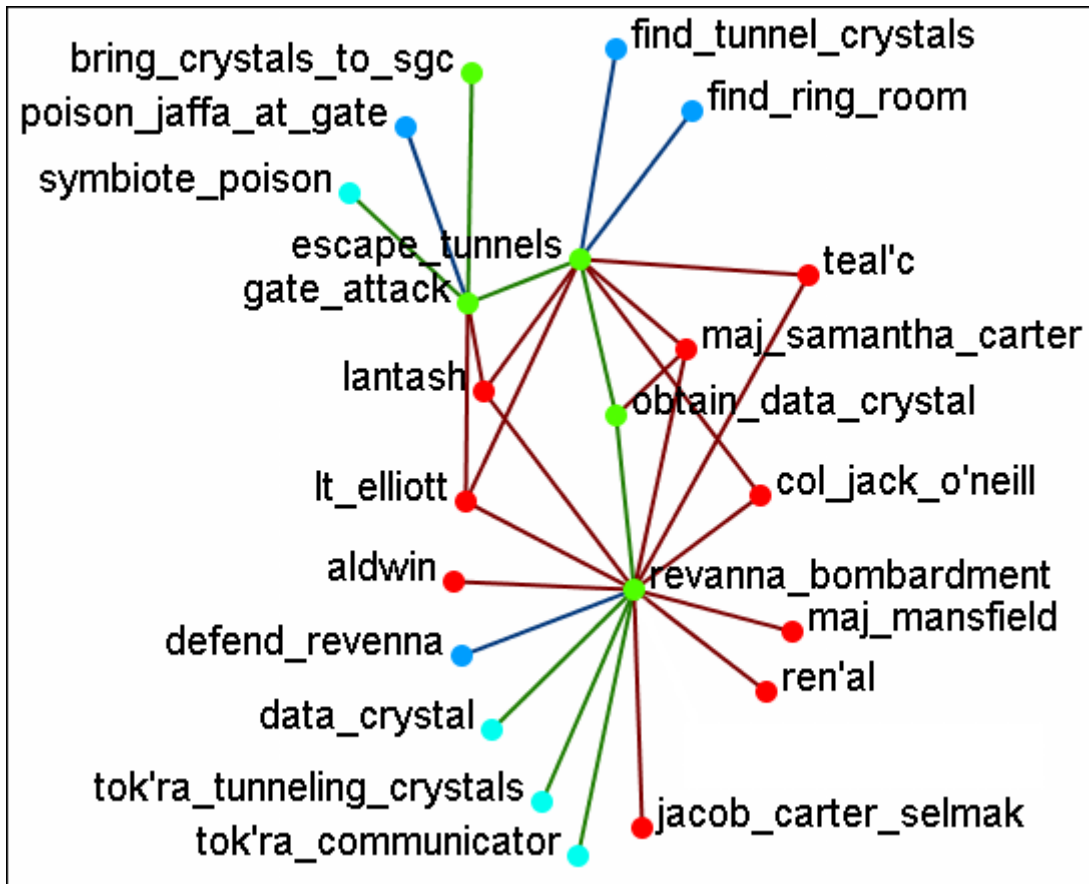 find_tunnel_crystals
bring_crystals_to_sgc
find_ring_room
poison_jaffa_at_gate
symbiote_poison
escape_tunnels
teal'c
gate_attack
maj_samantha_carter
lantash
obtain_data_crystal
lt_elliott
col_jack_o'neill
aldwin
revanna_bombardment
maj_mansfield
defend_revenna
ren'al
data_crystal
tok'ra_tunneling_crystals
jacob_carter_selmak
tok'ra_communicator